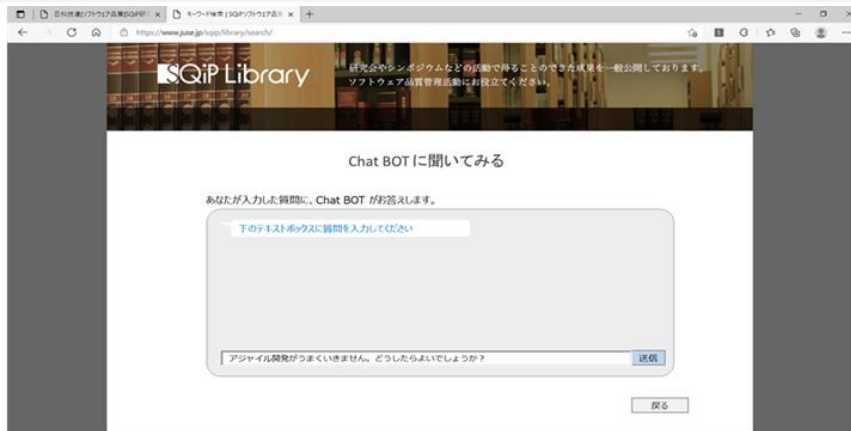 https://www.juse.jp/sqip/library/search/
SQiP Library
研究会やシンポジウムなどの活動で得ることのできた成果を一般公開しております。
ソフトウェア品質管理活動にお役立てください。
Chat BOT に聞いてみる
あなたが入力した質問に、Chat BOT がお答えします。
下のテキストボックスに質問を入力してください
アジャイル開発がうまくいきません。どうしたらよいでしょうか？
送信
戻る